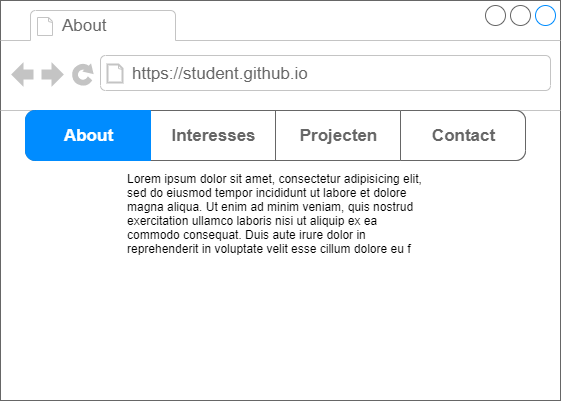 About
https://student.github.io
About Interesses Projecten Contact
Lorem ipsum dolor sit amet, consectetur adipisicing elit,
sed do eiusmod tempor incididunt ut labore et dolore
magna aliqua. Ut enim ad minim veniam, quis nostrud
exercitation ullamco laboris nisi ut aliquip ex ea
commodo consequat. Duis aute irure dolor in
reprehenderit in voluptate velit esse cillum dolore eu f